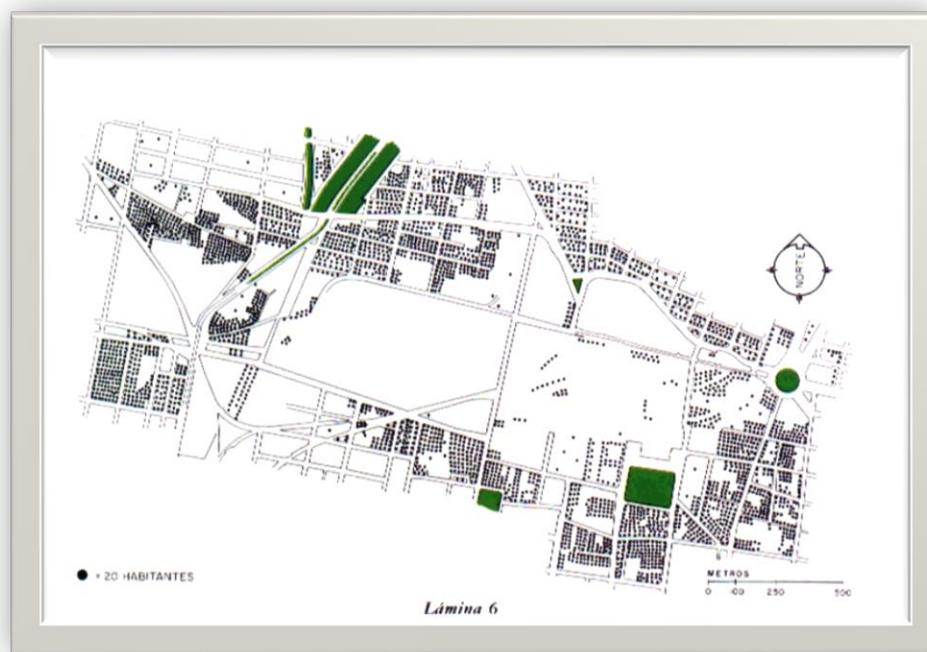 NORTE
● = 20 HABITANTES
METROS
0 100 250 500
Lámina 6